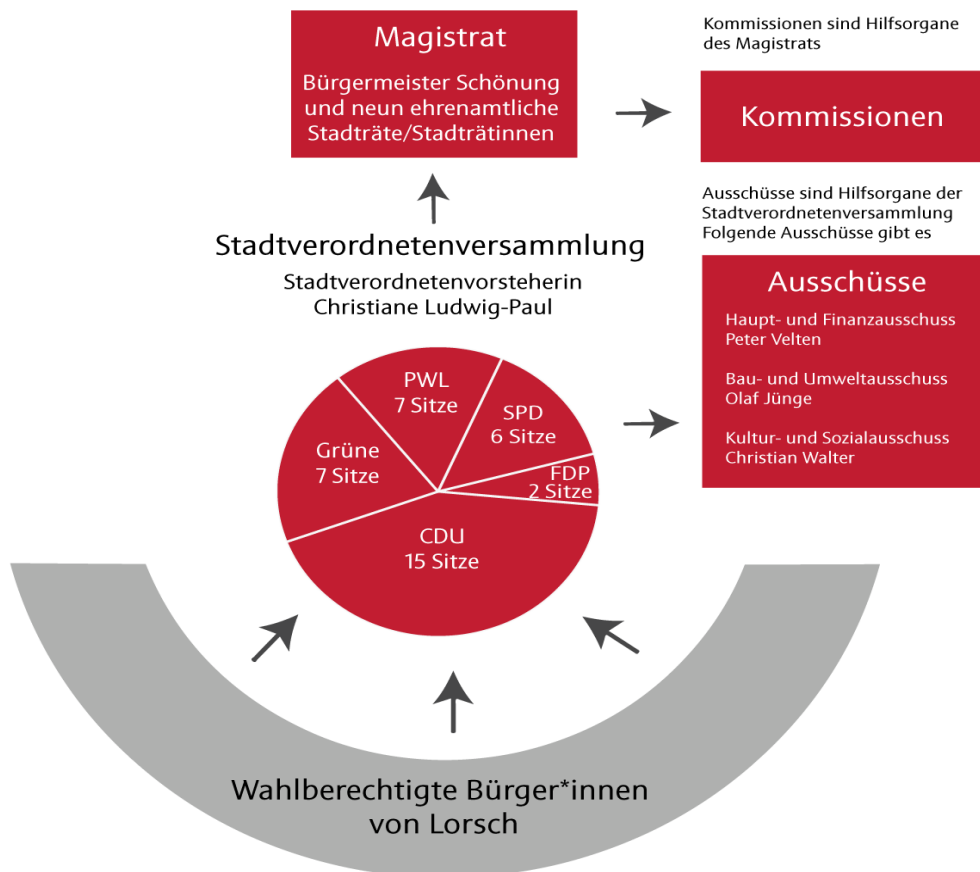 Magistrat
Bürgermeister Schönung
und neun ehrenamtliche
Stadträte/Stadträtinnen
Kommissionen sind Hilfsorgane
des Magistrats
Kommissionen
Stadtverordnetenversammlung
Stadtverordnetenvorsteherin
Christiane Ludwig-Paul
Ausschüsse sind Hilfsorgane der
Stadtverordnetenversammlung
Folgende Ausschüsse gibt es
Ausschüsse
Haupt- und Finanzausschuss
Peter Velten
Bau- und Umweltausschuss
Olaf Jünge
Kultur- und Sozialausschuss
Christian Walter
PWL
7 Sitze
SPD
6 Sitze
Grüne
7 Sitze
FDP
2 Sitze
CDU
15 Sitze
Wahlberechtigte Bürger*innen
von Lorsch